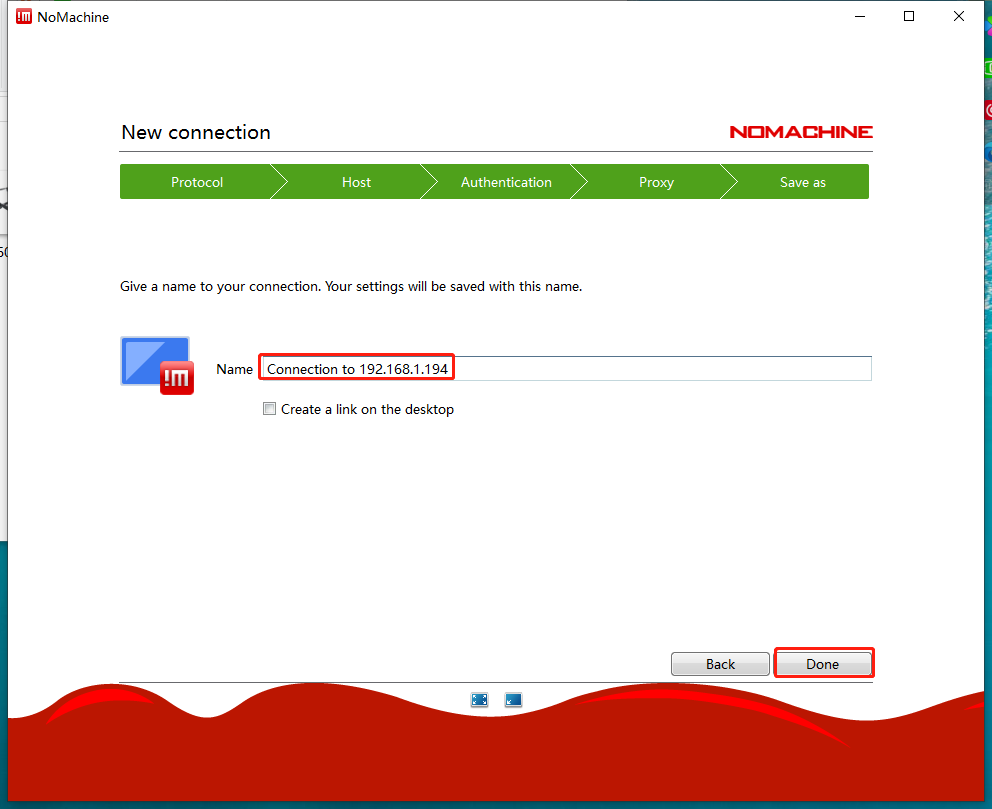 NoMachine
New connection
NOMACHINE
Protocol
Host
Authentication
Proxy
Save as
Give a name to your connection. Your settings will be saved with this name.
!m
Name
Connection to 192.168.1.194
Create a link on the desktop
Back
Done